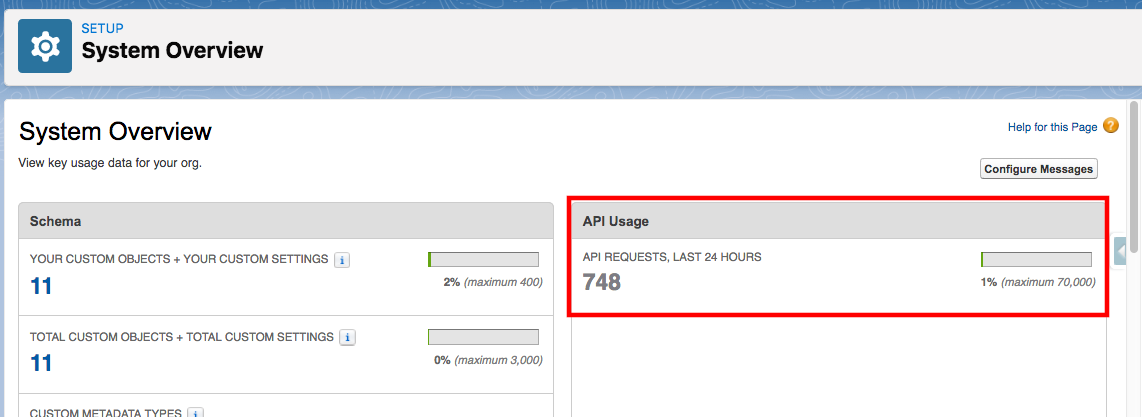 SETUP
System Overview
System Overview
Help for this Page ?
View key usage data for your org.
Configure Messages
Schema
YOUR CUSTOM OBJECTS + YOUR CUSTOM SETTINGS i
11
2% (maximum 400)
TOTAL CUSTOM OBJECTS + TOTAL CUSTOM SETTINGS i
11
0% (maximum 3,000)
CUSTOM METADATA TYPES i
API Usage
API REQUESTS, LAST 24 HOURS
748
1% (maximum 70,000)